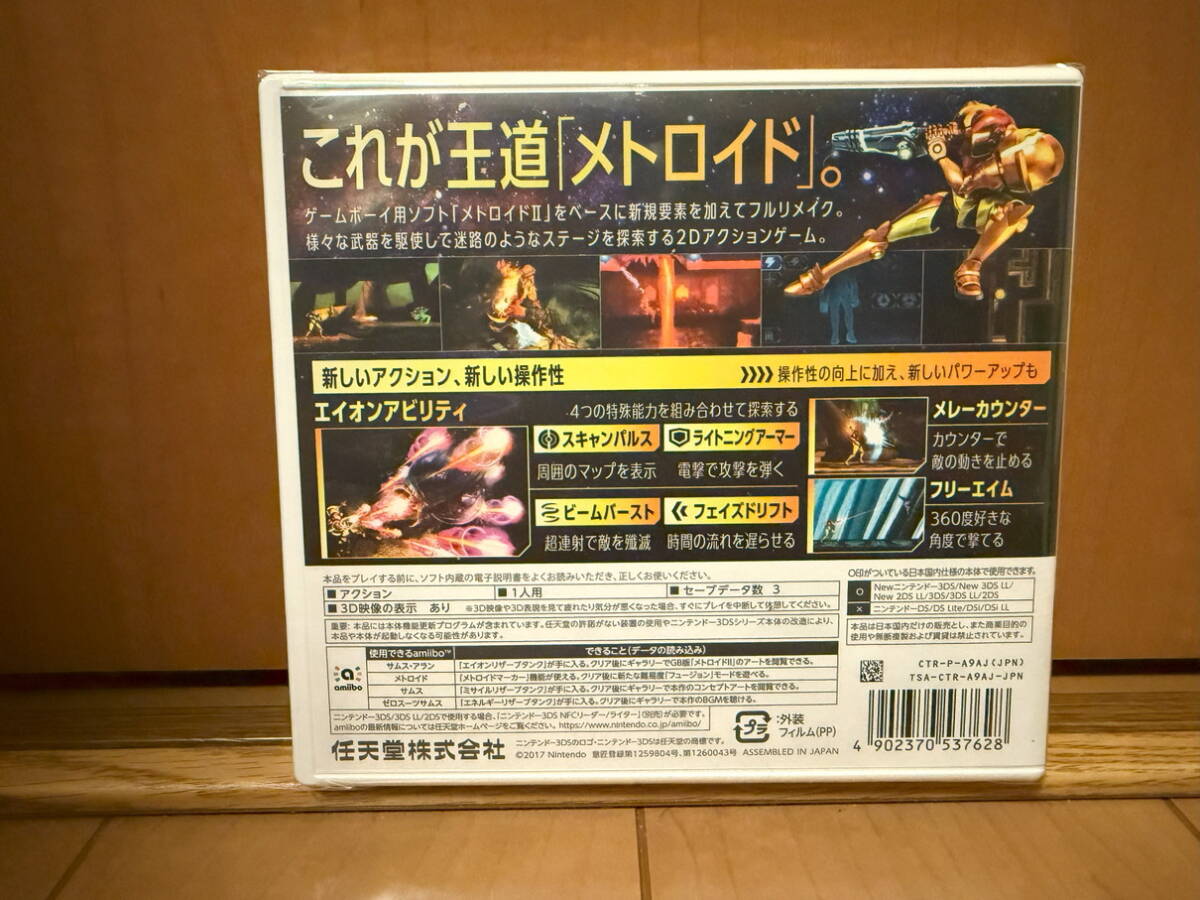 これが王道「メトロイド」。
ゲームボーイ用ソフト「メトロイドⅡ」をベースに新規要素を加えてフルリメイク。
様々な武器を駆使して迷路のようなステージを探索する2Dアクションゲーム。
新しいアクション、新しい操作性
操作性の向上に加え、新しいパワーアップも
エイオンアビリティ
4つの特殊能力を組み合わせて探索する
スキャンパルス
周囲のマップを表示
ライトニングアーマー
電撃で攻撃を弾く
ビームバースト
超連射で敵を殲滅
フェイズドリフト
時間の流れを遅らせる
メレーカウンター
カウンターで
敵の動きを止める
フリーエイム
360度好きな
角度で撃てる
本品をプレイする前に、ソフト内蔵の電子説明書をよくお読みいただき、正しくお使いください。
■ アクション ■ 1人用 ■ セーブデータ数 3
■ 3D映像の表示 あり ※3D映像や3D表現を見て疲れたり気分が悪くなった場合、すぐにプレイを中断して休憩してください。
重要: 本品には本体機能更新プログラムが含まれています。任天堂の許諾がない装置の使用やニンテンドー3DSシリーズ本体の改造により、
本品や本体が起動しなくなる可能性があります。
O印がついている日本国内仕様の本体で使用できます。
O Newニンテンドー3DS/New 3DS LL/
New 2DS LL/3DS/3DS LL/2DS
× ニンテンドーDS/DS Lite/DSi/DSi LL
本品は日本国内だけの販売とし、また商業目的の
使用や無断複製および賃貸は禁止されています。
amiibo
使用できるamiibo™ できること(データの読み込み)
サムス・アラン 「エイオンリザーブタンク」が手に入る。クリア後にギャラリーでGB版「メトロイドII」のアートを閲覧できる。
メトロイド 「メトロイドマーカー」機能が使える。クリア後に新たな難易度「フュージョン」モードを遊べる。
サムス 「ミサイルリザーブタンク」が手に入る。クリア後にギャラリーで本作のコンセプトアートを閲覧できる。
ゼロスーツサムス 「エネルギーリザーブタンク」が手に入る。クリア後にギャラリーで本作のBGMを聴ける。
ニンテンドー3DS/3DS LL/2DSで使用する場合、「ニンテンドー3DS NFCリーダー/ライター」(別売)が必要です。
amiiboの最新情報については任天堂ホームページをご覧ください。https://www.nintendo.co.jp/amiibo/
CTR-P-A9AJ(JPN)
TSA-CTR-A9AJ-JPN
プラ :外装
フィルム(PP)
4 902370 537628
任天堂株式会社
ニンテンドー3DSのロゴ・ニンテンドー3DSは任天堂の商標です。
©2017 Nintendo 意匠登録第1259804号、第1260043号 ASSEMBLED IN JAPAN